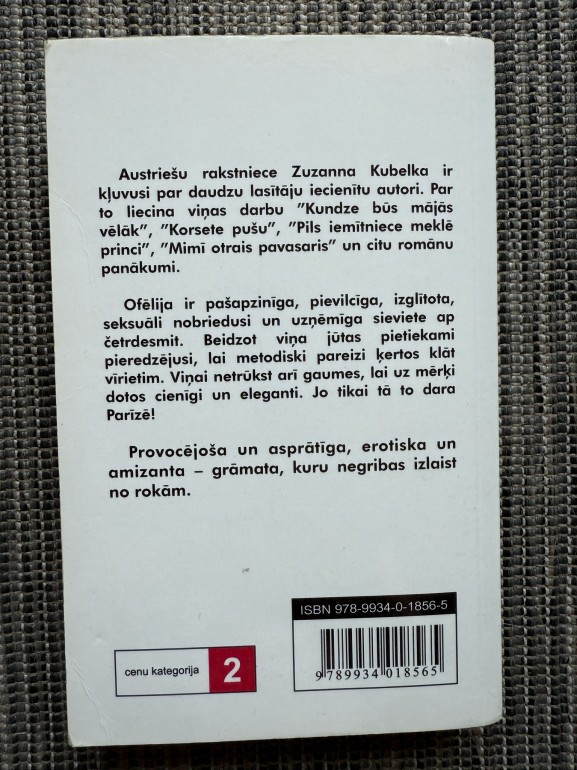 Austriešu rakstniece Zuzanna Kubelka ir
kļuvusi par daudzu lasītāju iecienītu autori. Par
to liecina viņas darbu ”Kundze būs mājās
vēlāk”, ”Korsete pušu”, ”Pils iemītniece meklē
princi”, ”Mimī otrais pavasaris” un citu romānu
panākumi.
Ofēlija ir pašapzinīga, pievilcīga, izglītota,
seksuāli nobriedusi un uzņēmīga sieviete ap
četrdesmit. Beidzot viņa jūtas pietiekami
pieredzējusi, lai metodiski pareizi ķertos klāt
vīrietim. Viņai netrūkst arī gaumes, lai uz mērķi
dotos cienīgi un eleganti. Jo tikai tā to dara
Parīzē!
Provocējoša un asprātīga, erotiska un
amizanta – grāmata, kuru negribas izlaist
no rokām.
ISBN 978-9934-0-1856-5
9 789934 018565
cenu kategorija 2